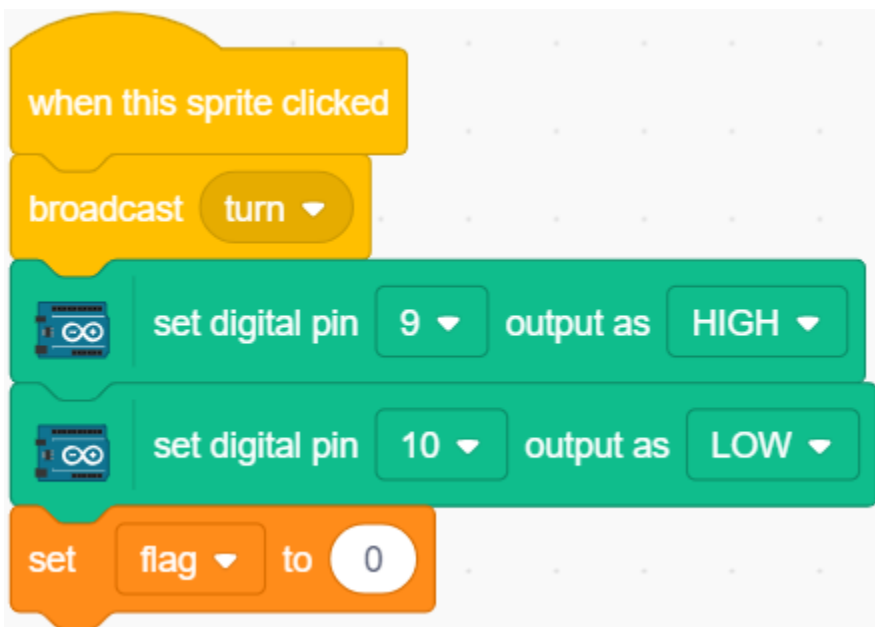 when this sprite clicked
broadcast turn
set digital pin 9 output as HIGH
set digital pin 10 output as LOW
set flag to 0